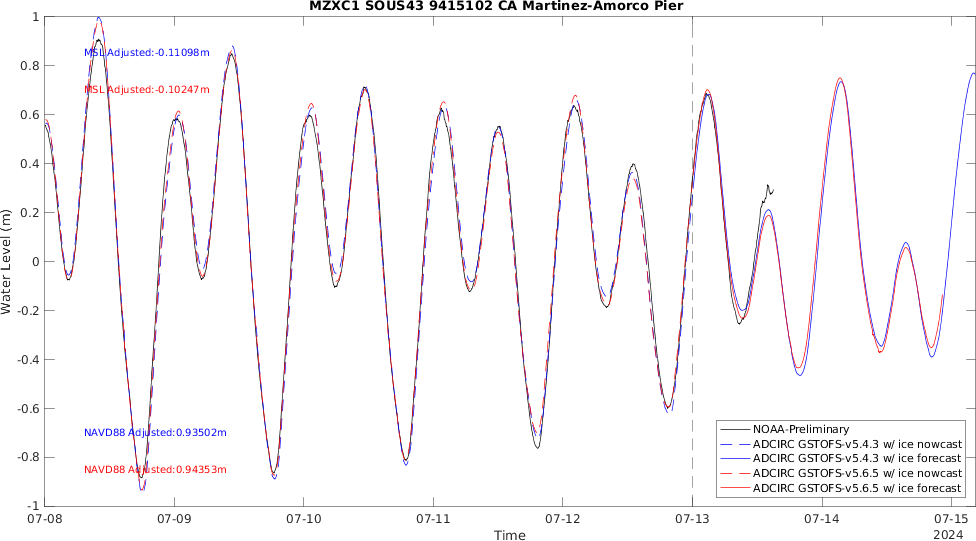 MZXC1 SOUS43 9415102 CA Martinez-Amorco Pier
1
0.8
0.6
0.4
0.2
0
-0.2
-0.4
-0.6
-0.8
-1
Water Level (m)
MSL Adjusted:-0.11098m
MSL Adjusted:-0.10247m
NAVD88 Adjusted:0.93502m
NAVD88 Adjusted:0.94353m
NOAA-Preliminary
ADCIRC GSTOFS-v5.4.3 w/ ice nowcast
ADCIRC GSTOFS-v5.4.3 w/ ice forecast
ADCIRC GSTOFS-v5.6.5 w/ ice nowcast
ADCIRC GSTOFS-v5.6.5 w/ ice forecast
07-08 07-09 07-10 07-11 07-12 07-13 07-14 07-15
Time
2024